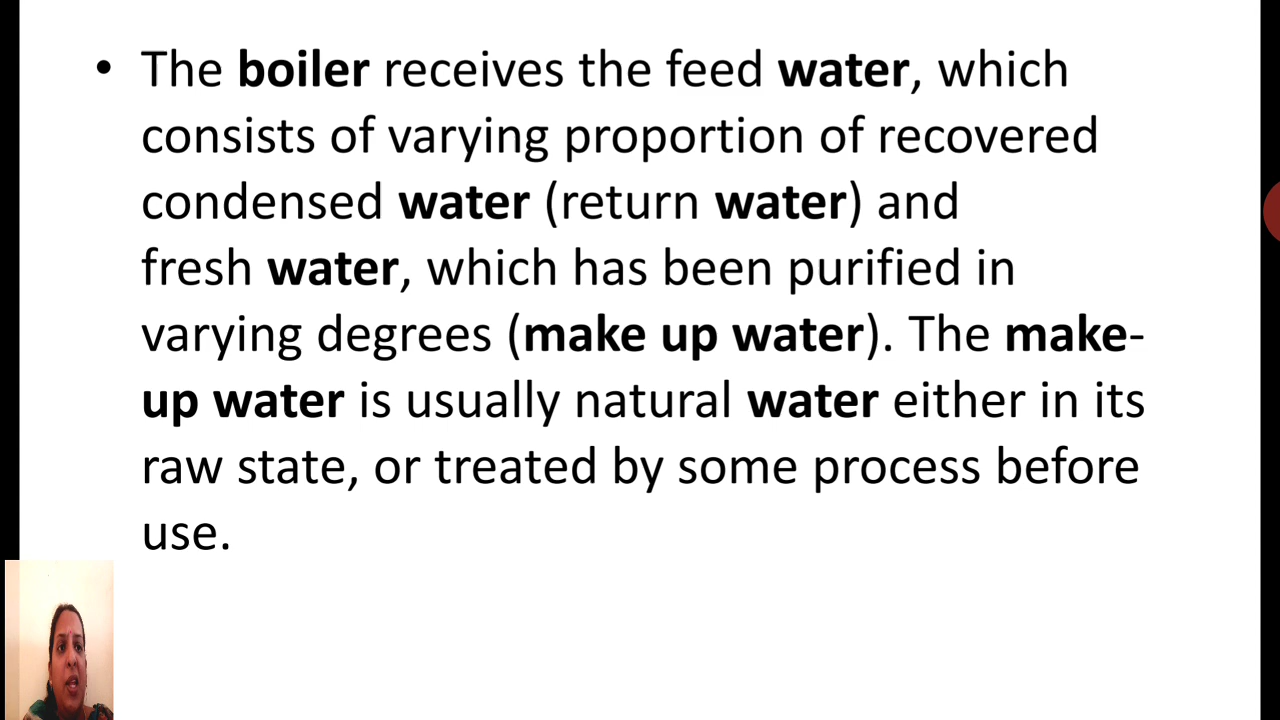 • The boiler receives the feed water, which
consists of varying proportion of recovered
condensed water (return water) and
fresh water, which has been purified in
varying degrees (make up water). The make-
up water is usually natural water either in its
raw state, or treated by some process before
use.